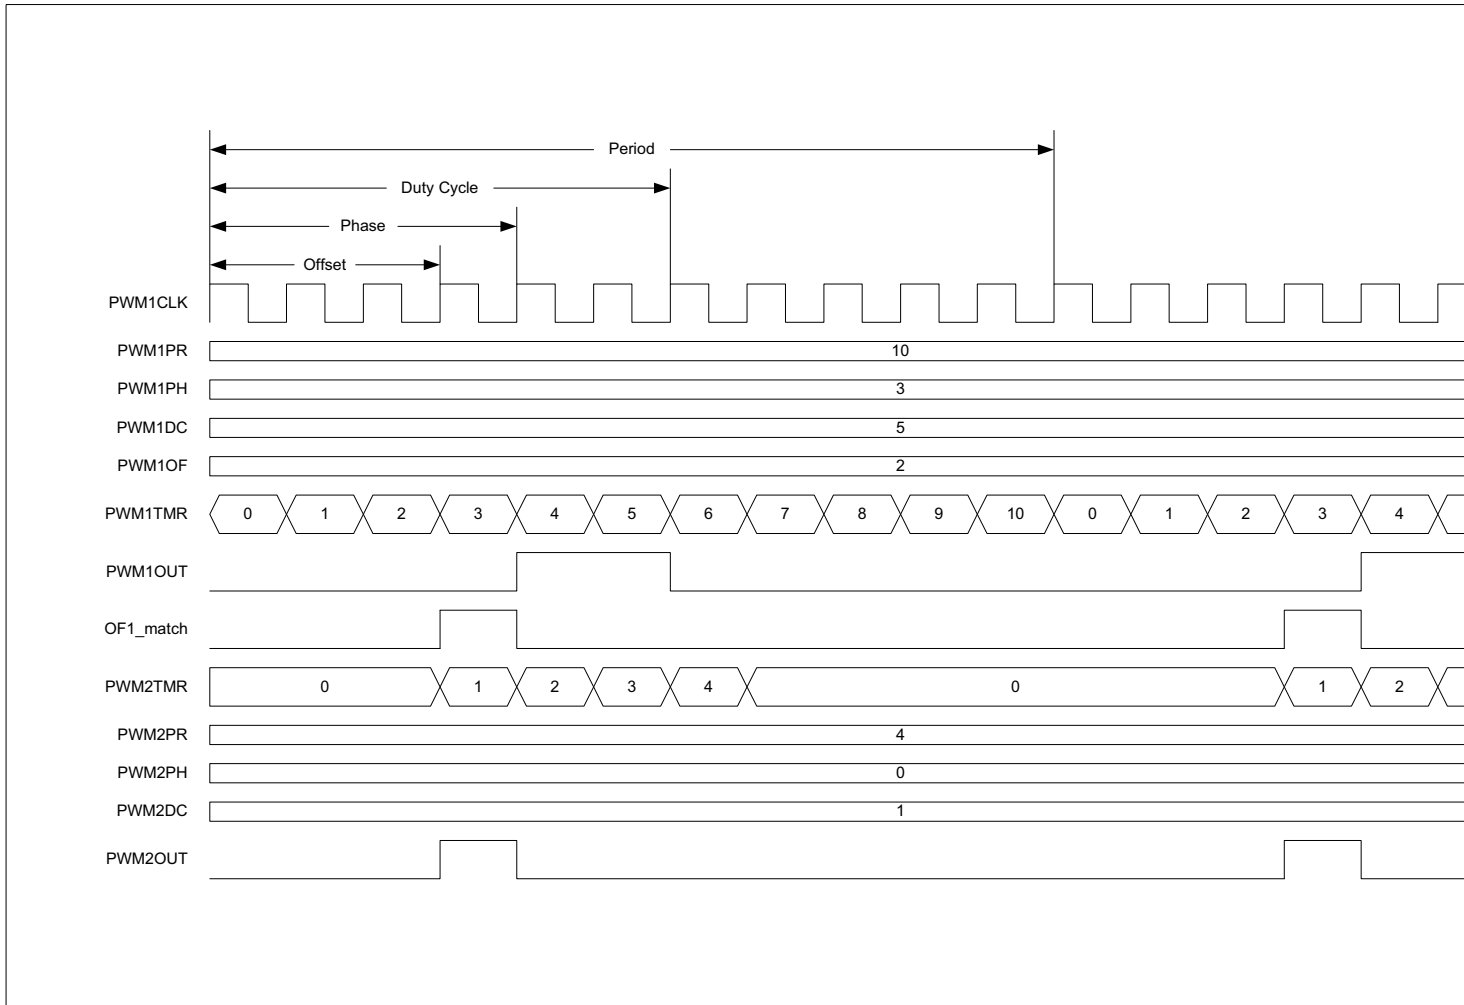 Period
Duty Cycle
Phase
Offset
PWM1CLK
PWM1PR 10
PWM1PH 3
PWM1DC 5
PWM1OF 2
PWM1TMR 0 1 2 3 4 5 6 7 8 9 10 0 1 2 3 4
PWM1OUT
OF1_match
PWM2TMR 0 1 2 3 4 0 1 2
PWM2PR 4
PWM2PH 0
PWM2DC 1
PWM2OUT